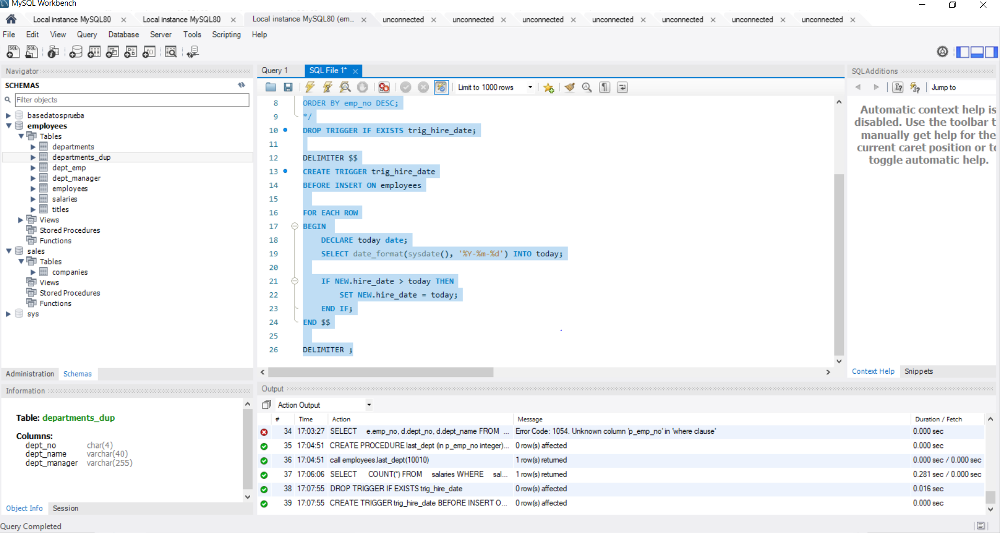 MySQL Workbench
Local instance MySQL80
Local instance MySQL80
Local instance MySQL80 (em...
unconnected
unconnected
unconnected
unconnected
unconnected
unconnected
unconnected
File Edit View Query Database Server Tools Scripting Help
Navigator
SCHEMAS
Filter objects
basedatosprueba
employees
Tables
departments
departments_dup
dept_emp
dept_manager
employees
salaries
titles
Views
Stored Procedures
Functions
sales
Tables
companies
Views
Stored Procedures
Functions
sys
Administration Schemas
Information
Table: departments_dup
Columns:
dept_no char(4)
dept_name varchar(40)
dept_manager varchar(255)
Object Info Session
Query Completed
Query 1 SQL File 1*
Limit to 1000 rows
8 ORDER BY emp_no DESC;
9 */
10 DROP TRIGGER IF EXISTS trig_hire_date;
11
12 DELIMITER $$
13 CREATE TRIGGER trig_hire_date
14 BEFORE INSERT ON employees
15
16 FOR EACH ROW
17 BEGIN
18 DECLARE today date;
19 SELECT date_format(sysdate(), '%Y-%m-%d') INTO today;
20
21 IF NEW.hire_date > today THEN
22 SET NEW.hire_date = today;
23 END IF;
24 END $$
25
26 DELIMITER ;
SQLAdditions
Jump to
Automatic context help is
disabled. Use the toolbar t
manually get help for the
current caret position or to
toggle automatic help.
Context Help Snippets
Output
Action Output
# Time Action Message Duration / Fetch
34 17:03:27 SELECT e.emp_no, d.dept_no, d.dept_name FROM ... Error Code: 1054. Unknown column 'p_emp_no' in 'where clause' 0.000 sec
35 17:04:51 CREATE PROCEDURE last_dept (in p_emp_no integer)... 0 row(s) affected 0.000 sec
36 17:04:51 call employees.last_dept(10010) 1 row(s) returned 0.000 sec / 0.000 sec
37 17:06:06 SELECT COUNT(*) FROM salaries WHERE sal... 1 row(s) returned 0.281 sec / 0.000 sec
38 17:07:55 DROP TRIGGER IF EXISTS trig_hire_date 0 row(s) affected 0.016 sec
39 17:07:55 CREATE TRIGGER trig_hire_date BEFORE INSERT O... 0 row(s) affected 0.000 sec